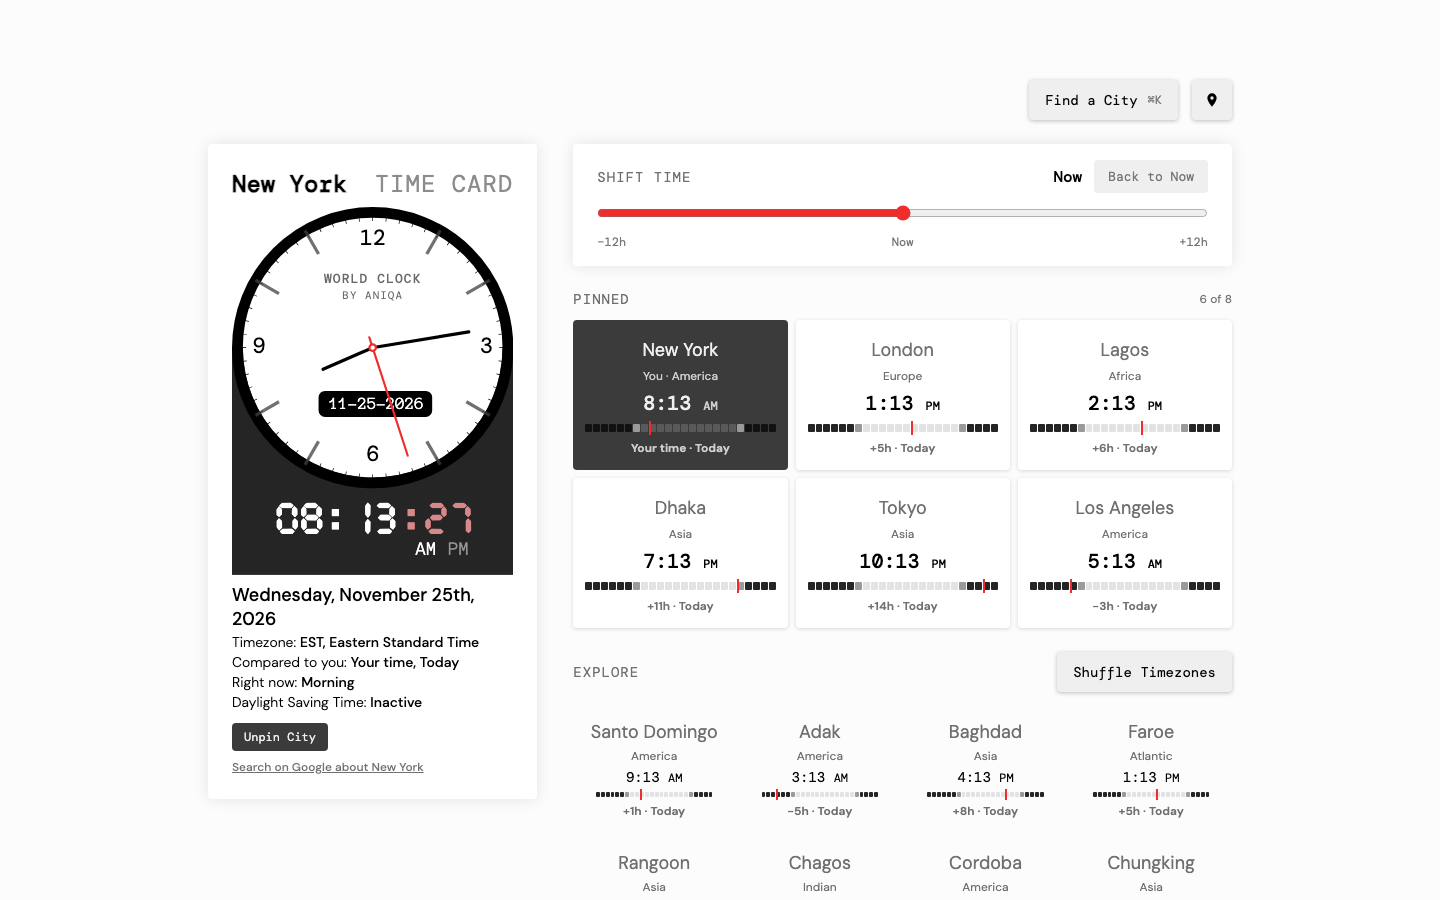 Find a City ⌘K
New York TIME CARD
12
WORLD CLOCK
BY ANIQA
9
3
11-25-2026
6
08:13:27
AM PM
Wednesday, November 25th,
2026
Timezone: EST, Eastern Standard Time
Compared to you: Your time, Today
Right now: Morning
Daylight Saving Time: Inactive
Unpin City
Search on Google about New York
SHIFT TIME
Now
Back to Now
-12h
Now
+12h
PINNED
6 of 8
New York
You · America
8:13 AM
Your time · Today
London
Europe
1:13 PM
+5h · Today
Lagos
Africa
2:13 PM
+6h · Today
Dhaka
Asia
7:13 PM
+11h · Today
Tokyo
Asia
10:13 PM
+14h · Today
Los Angeles
America
5:13 AM
-3h · Today
EXPLORE
Shuffle Timezones
Santo Domingo
America
9:13 AM
+1h · Today
Adak
America
3:13 AM
-5h · Today
Baghdad
Asia
4:13 PM
+8h · Today
Faroe
Atlantic
1:13 PM
+5h · Today
Rangoon
Asia
Chagos
Indian
Cordoba
America
Chungking
Asia